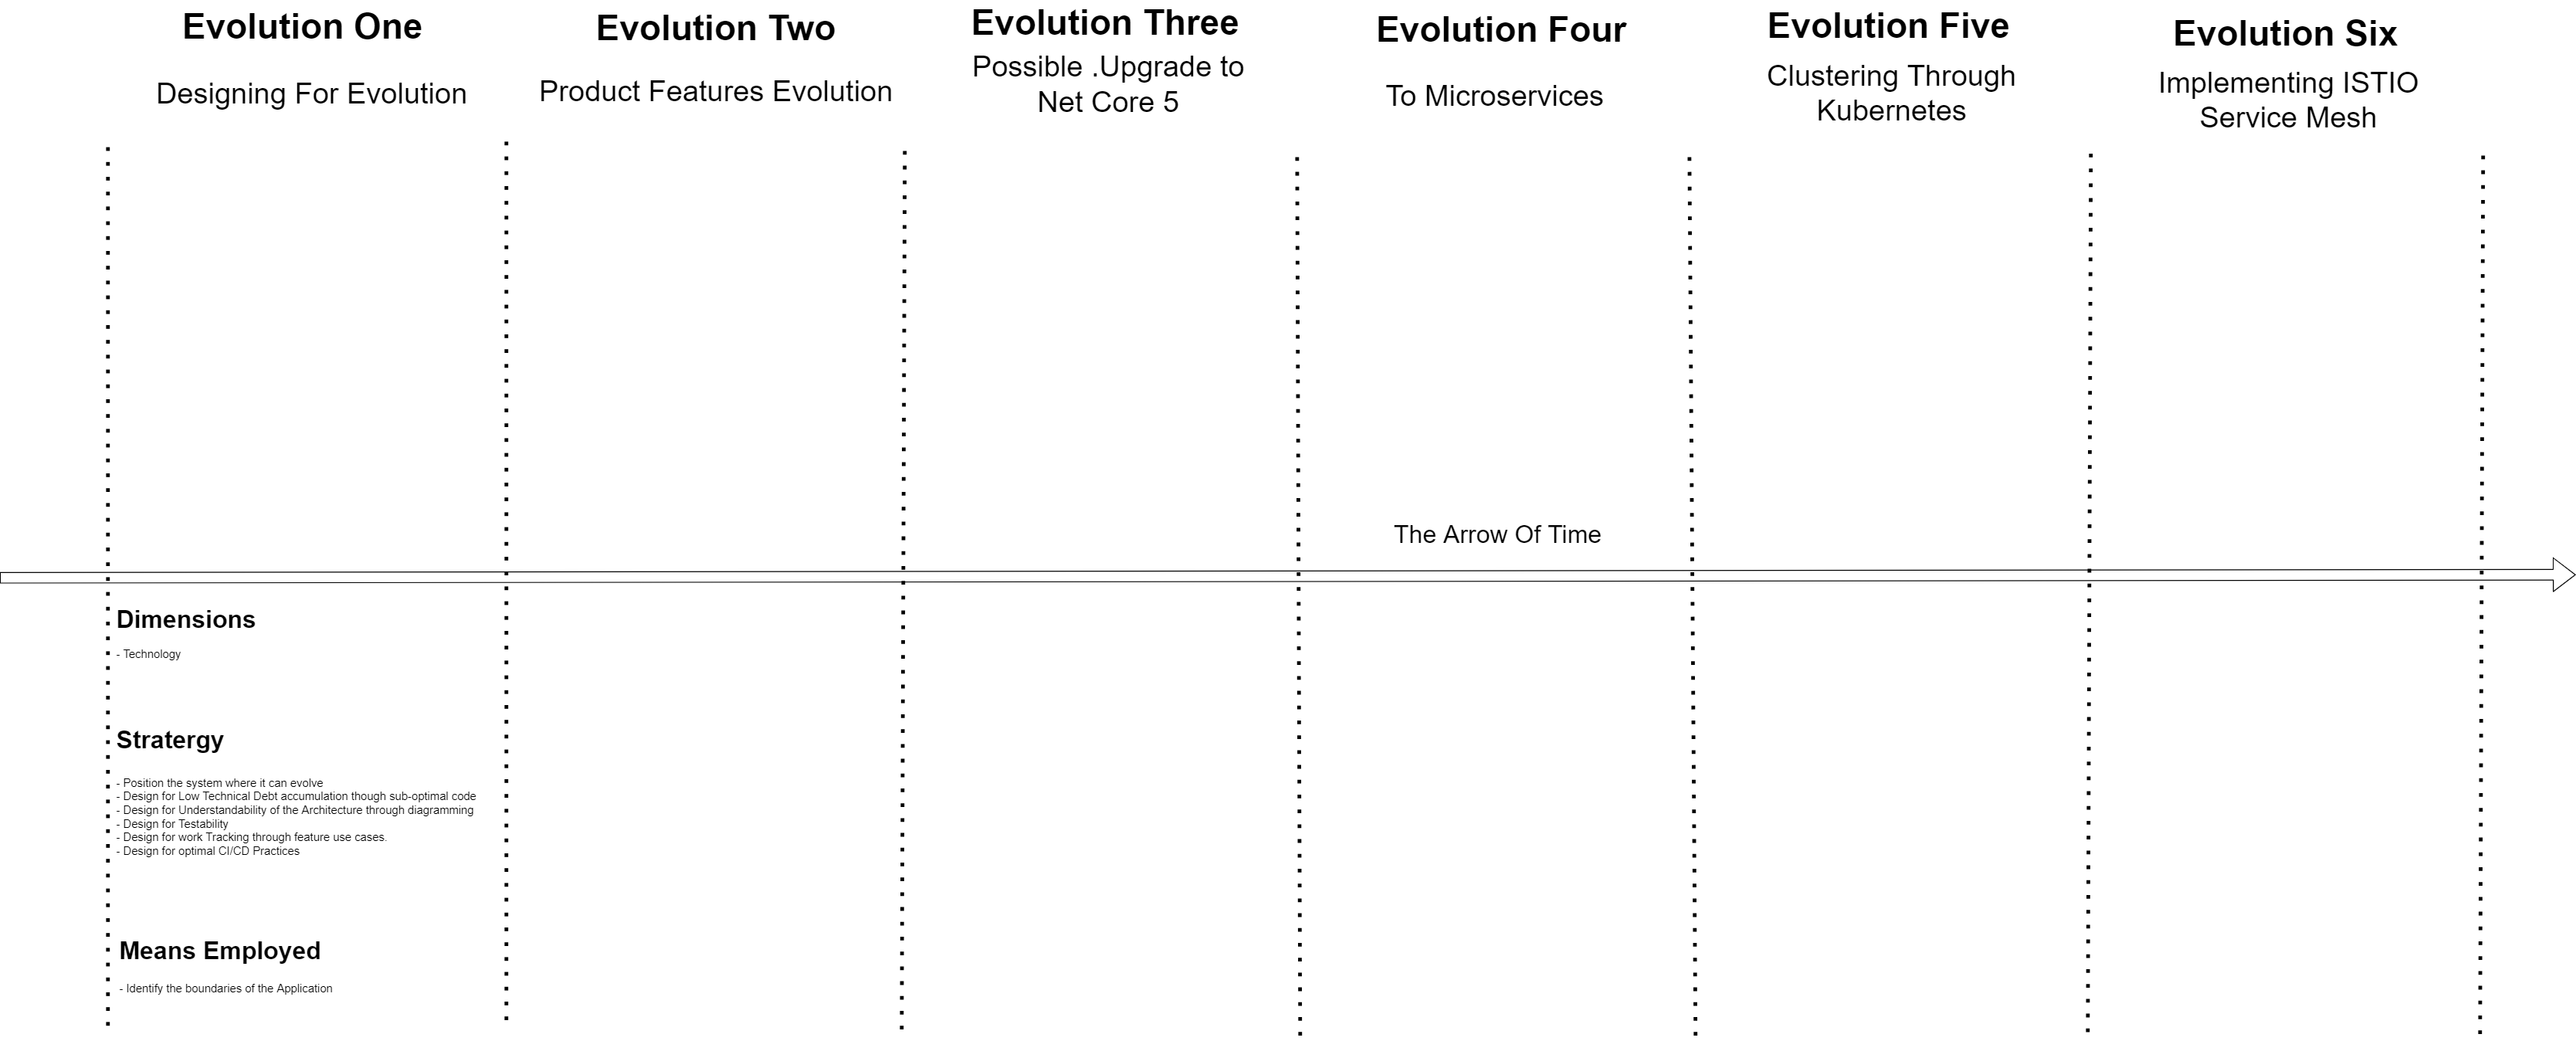 Evolution One
Designing For Evolution
Evolution Two
Product Features Evolution
Evolution Three
Possible .Upgrade to
Net Core 5
Evolution Four
To Microservices
Evolution Five
Clustering Through
Kubernetes
Evolution Six
Implementing ISTIO
Service Mesh
The Arrow Of Time
Dimensions
- Technology
Stratergy
- Position the system where it can evolve
- Design for Low Technical Debt accumulation though sub-optimal code
- Design for Understandability of the Architecture through diagramming
- Design for Testability
- Design for work Tracking through feature use cases.
- Design for optimal CI/CD Practices
Means Employed
- Identify the boundaries of the Application